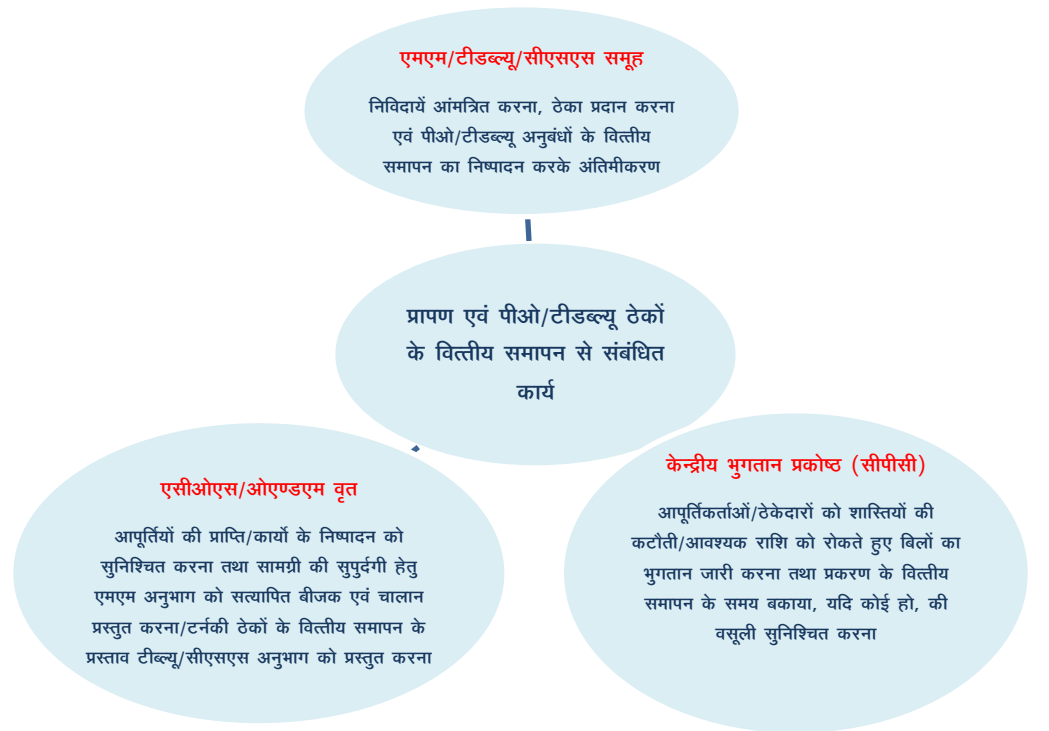 एमएम/टीडब्ल्यू/सीएसएस समूह
निविदायें आंमत्रित करना, ठेका प्रदान करना
एवं पीओ/टीडब्ल्यू अनुबंधों के वित्तीय
समापन का निष्पादन करके अंतिमीकरण
प्रापण एवं पीओ/टीडब्ल्यू ठेकों
के वित्तीय समापन से संबंधित
कार्य
एसीओएस/ओएण्डएम वृत
आपूर्तियों की प्राप्ति/कार्यो के निष्पादन को
सुनिश्चित करना तथा सामग्री की सुपुर्दगी हेतु
एमएम अनुभाग को सत्यापित बीजक एवं चालान
प्रस्तुत करना/टर्नकी ठेकों के वित्तीय समापन के
प्रस्ताव टीब्ल्यू/सीएसएस अनुभाग को प्रस्तुत करना
केन्द्रीय भुगतान प्रकोष्ठ (सीपीसी)
आपूर्तिकर्ताओं/ठेकेदारों को शास्तियों की
कटौती/आवश्यक राशि को रोकते हुए बिलों का
भुगतान जारी करना तथा प्रकरण के वित्तीय
समापन के समय बकाया, यदि कोई हो, की
वसूली सुनिश्चित करना